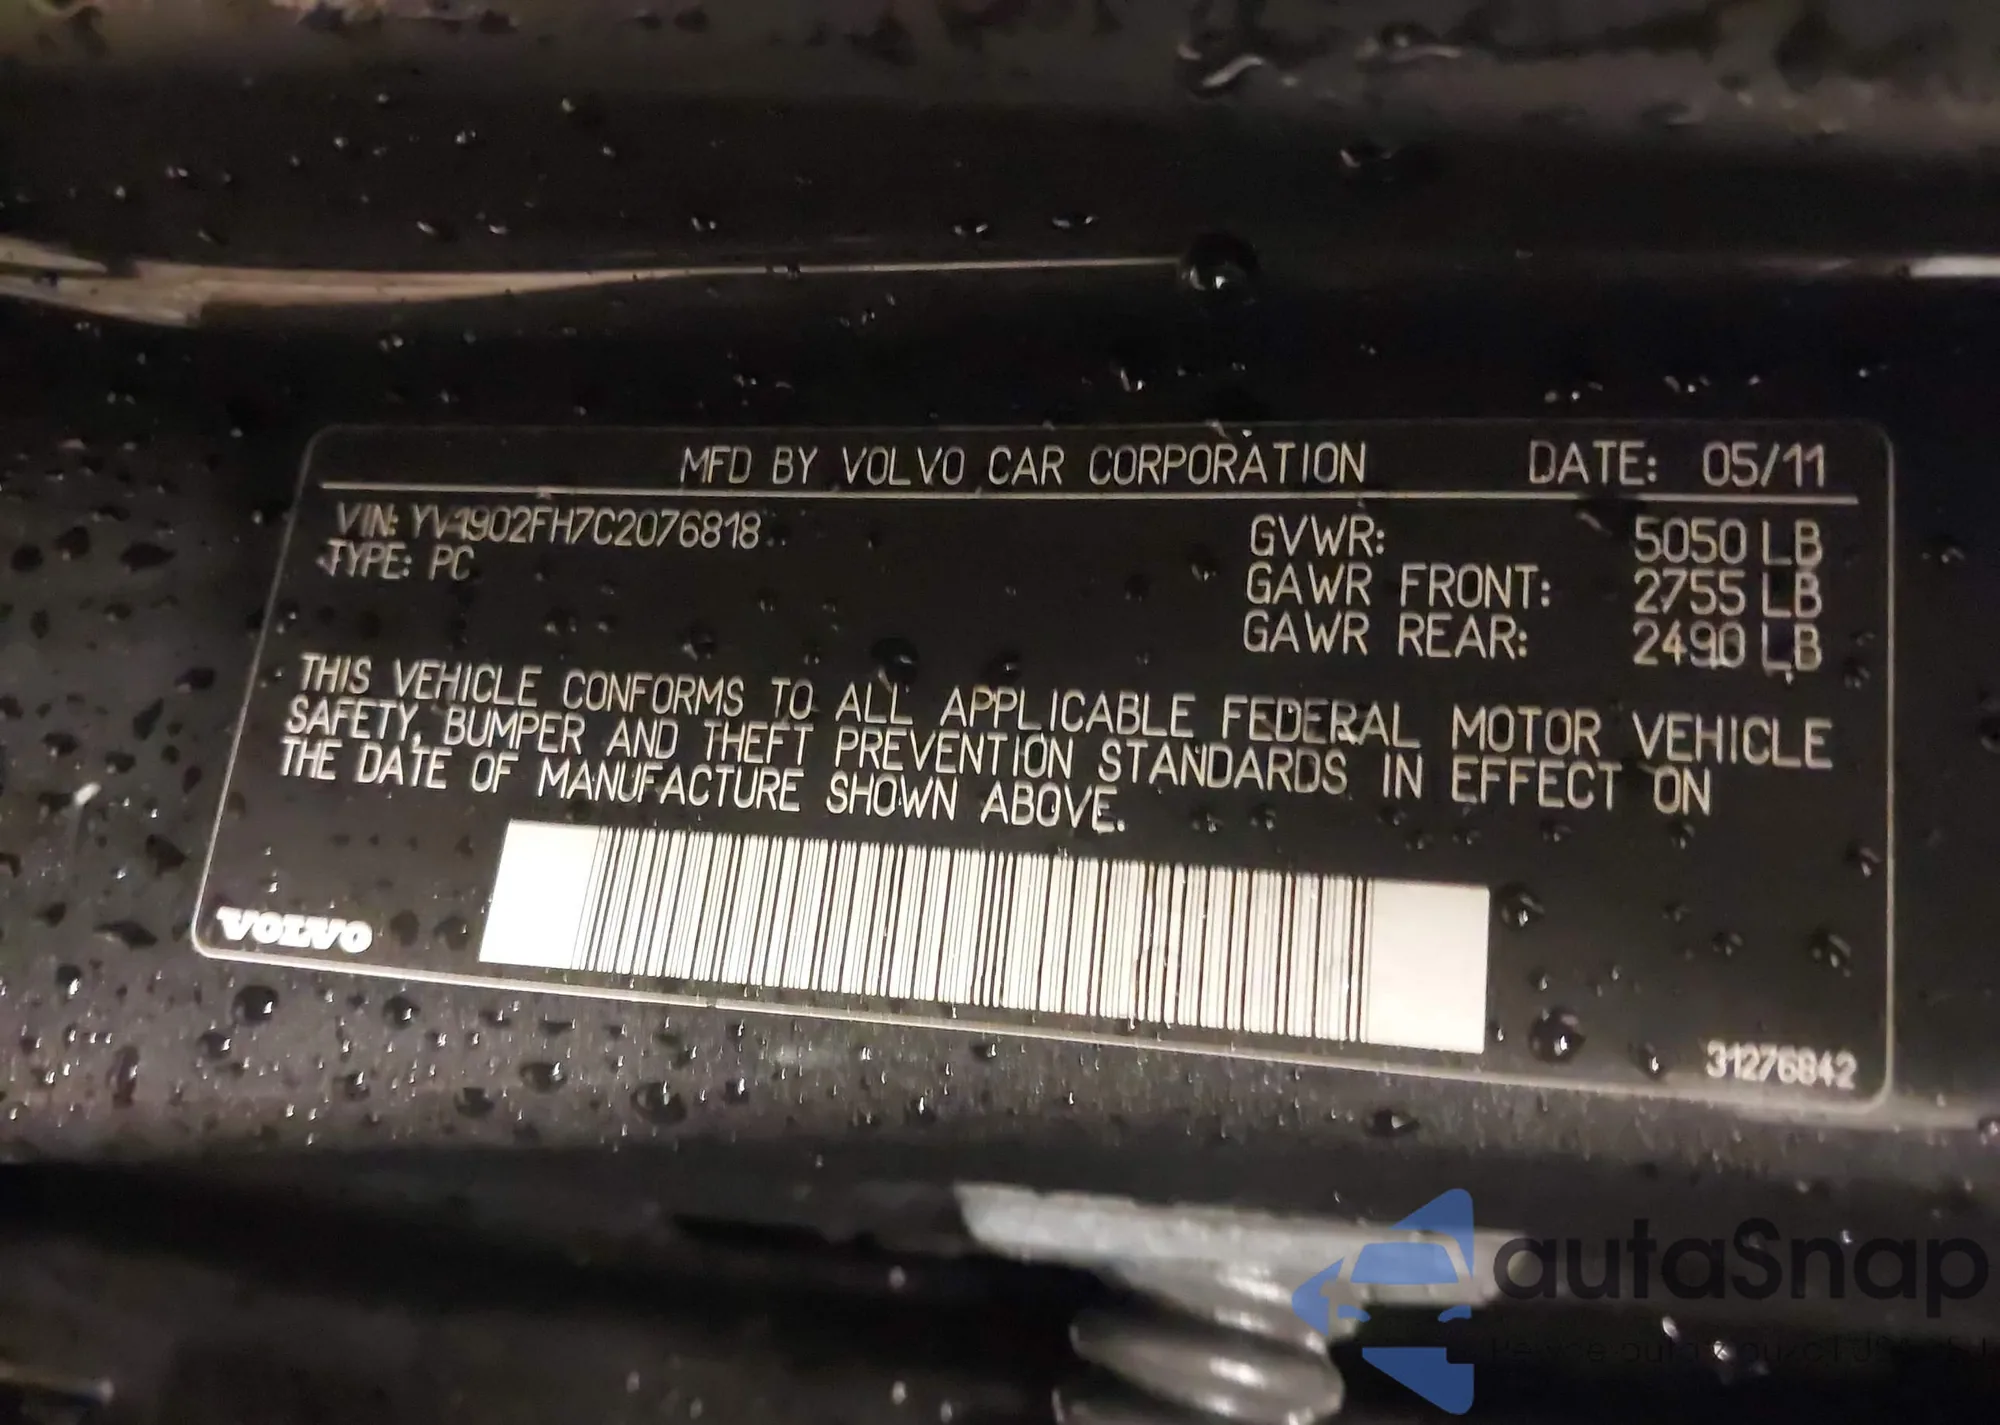 MFD BY VOLVO CAR CORPORATION DATE: 05/11
VIN: YV1902FH7C2076818
TYPE: PC
GVWR: 5050 LB
GAWR FRONT: 2755 LB
GAWR REAR: 2490 LB
THIS VEHICLE CONFORMS TO ALL APPLICABLE FEDERAL MOTOR VEHICLE
SAFETY, BUMPER AND THEFT PREVENTION STANDARDS IN EFFECT ON
THE DATE OF MANUFACTURE SHOWN ABOVE.
VOLVO
31276842
autaSnap